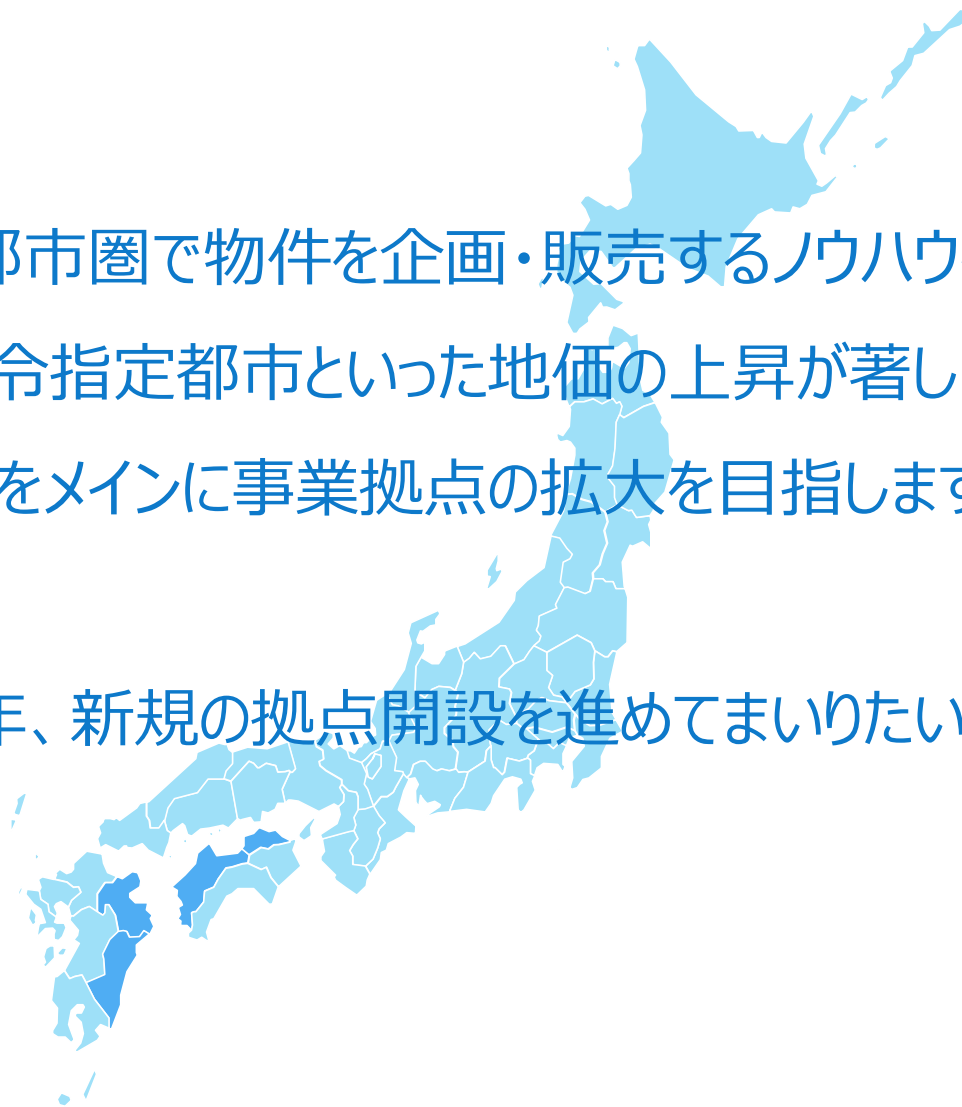 市圏で物件を企画・販売するノウハウ
令指定都市といった地価の上昇が著し
をメインに事業拠点の拡大を目指します
年、新規の拠点開設を進めてまいりたい